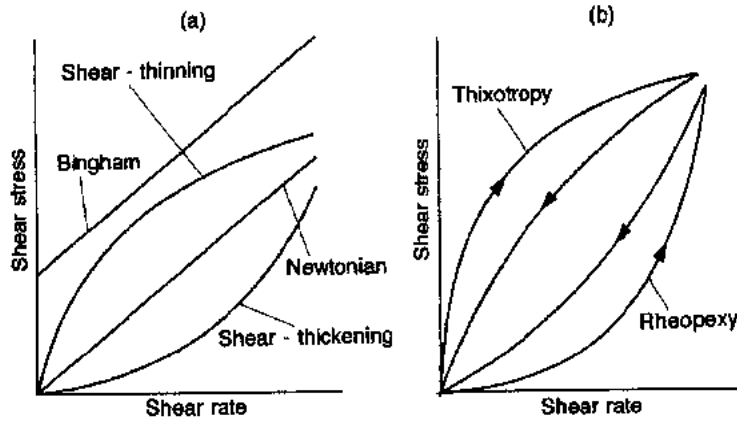 (a)
Shear - thinning
Bingham
Newtonian
Shear - thickening
Shear stress
Shear rate
(b)
Thixotropy
Rheopexy
Shear stress
Shear rate